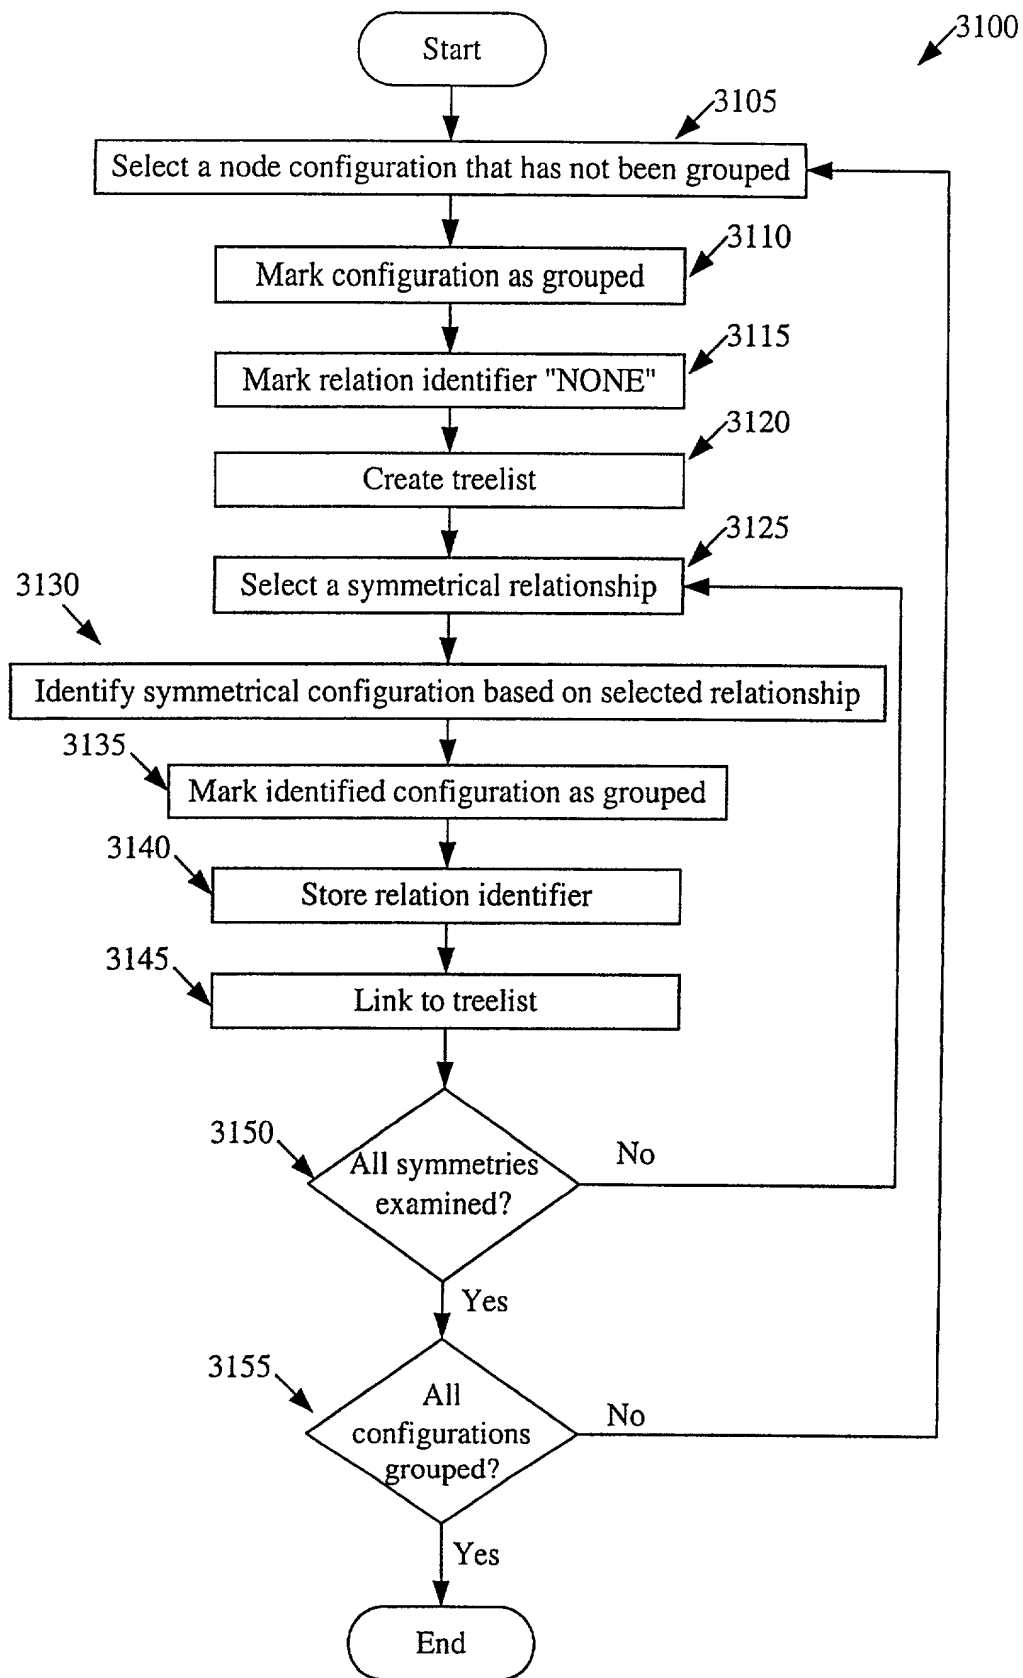 3100
Start
3105
Select a node configuration that has not been grouped
3110
Mark configuration as grouped
3115
Mark relation identifier "NONE"
3120
Create treelist
3125
Select a symmetrical relationship
3130
Identify symmetrical configuration based on selected relationship
3135
Mark identified configuration as grouped
3140
Store relation identifier
3145
Link to treelist
3150
All symmetries
examined?
No
Yes
3155
All
configurations
grouped?
No
Yes
End